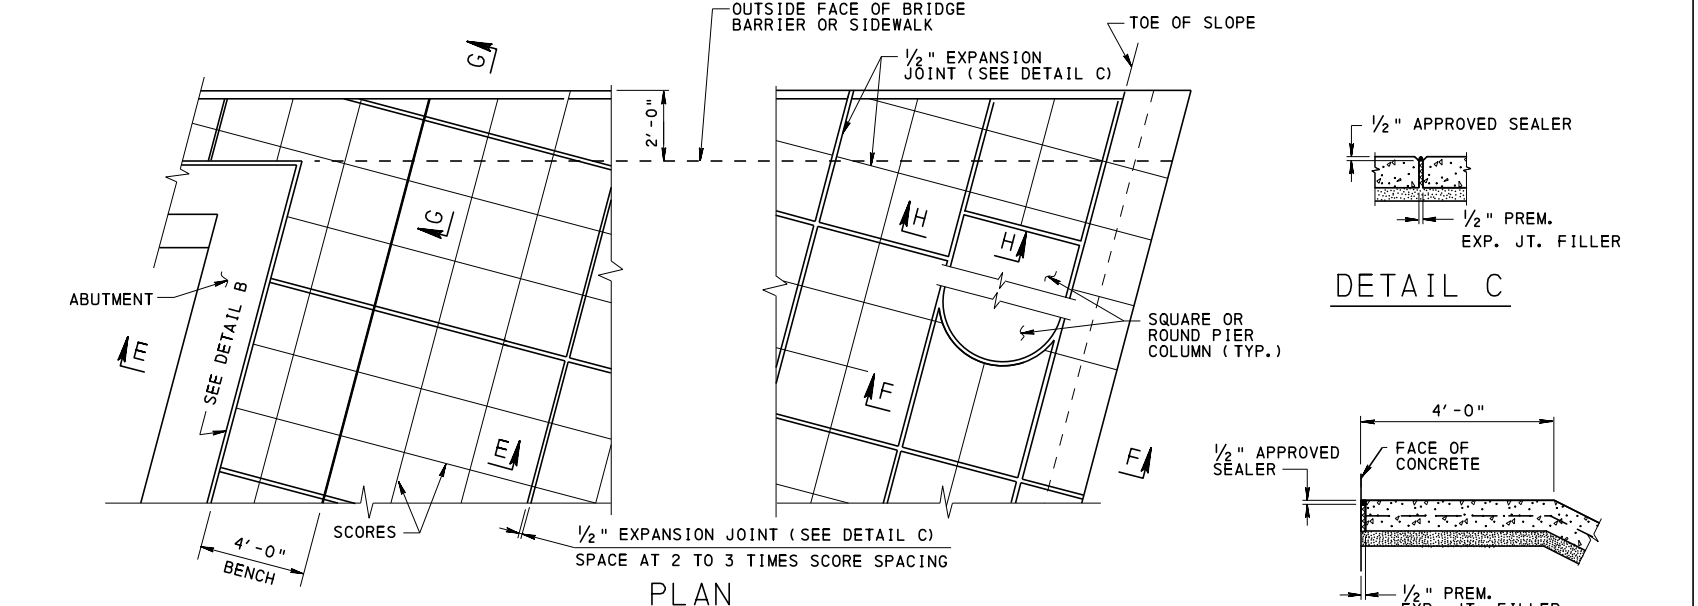 OUTSIDE FACE OF BRIDGE
BARRIER OR SIDEWALK
TOE OF SLOPE
G
1/2" EXPANSION
JOINT (SEE DETAIL C)
2'-0"
1/2" APPROVED SEALER
G
H
H
1/2" PREM.
EXP. JT. FILLER
DETAIL C
ABUTMENT
SEE DETAIL B
E
SQUARE OR
ROUND PIER
COLUMN (TYP.)
F
E
F
4'-0"
1/2" APPROVED
SEALER
FACE OF
CONCRETE
SCORES
1/2" EXPANSION JOINT (SEE DETAIL C)
SPACE AT 2 TO 3 TIMES SCORE SPACING
4'-0"
BENCH
PLAN
1/2" PREM.
EXP. JT. FILLER